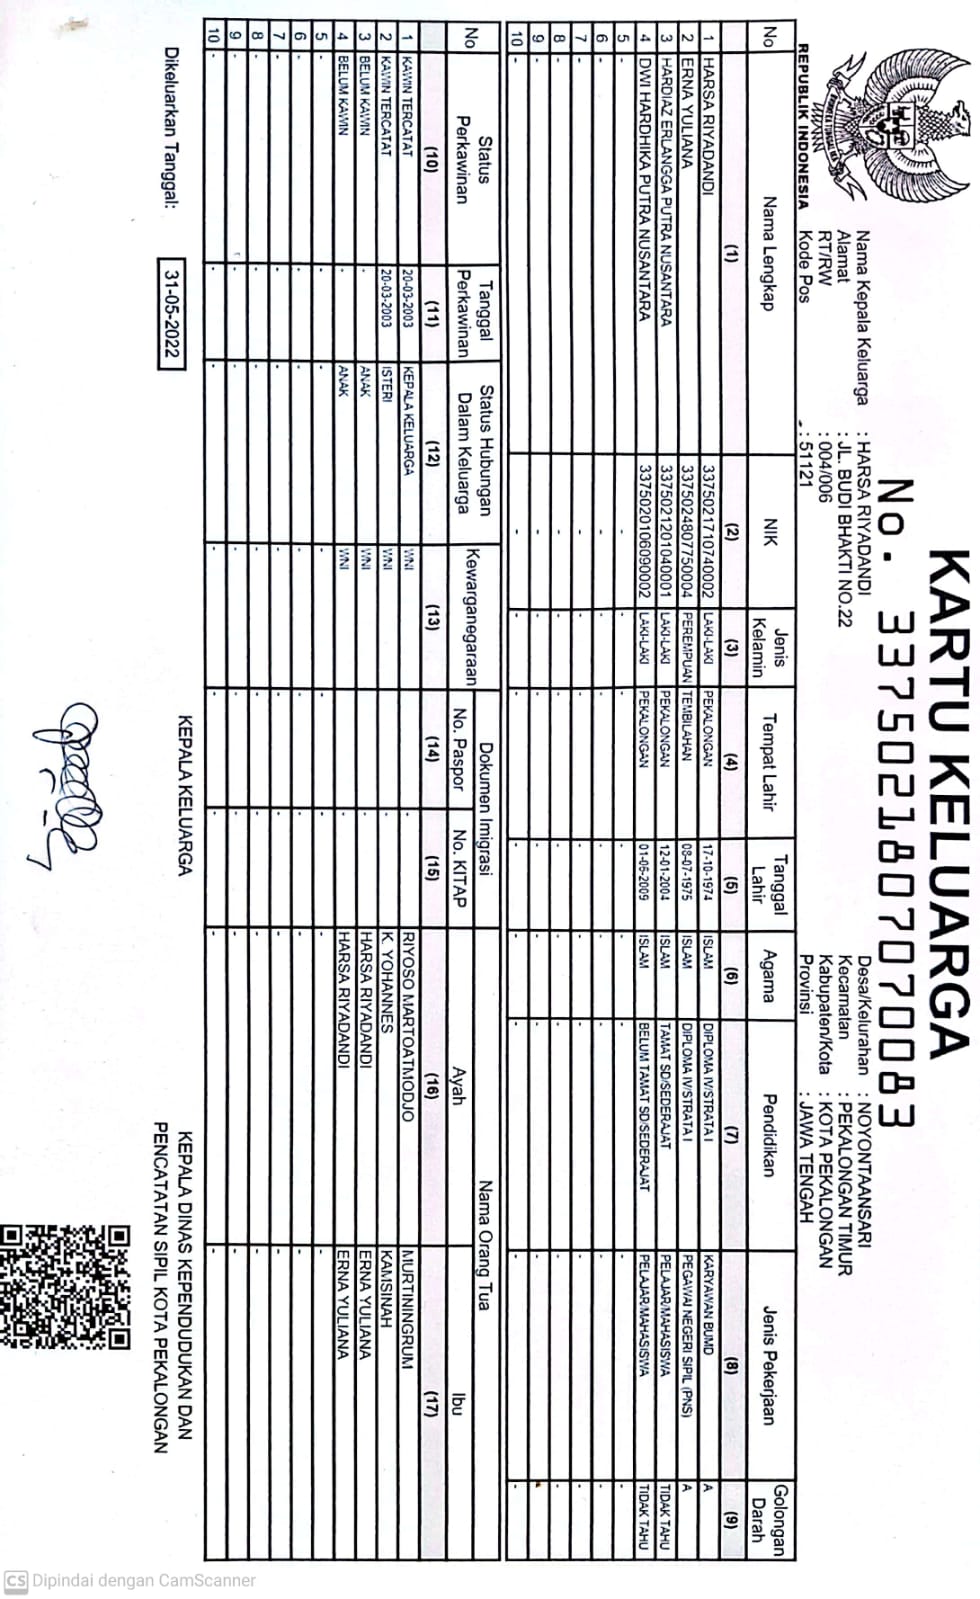 KARTU KELUARGA
No. 3375021807070083
REPUBLIK INDONESIA
Nama Kepala Keluarga : HARSA RIYADANDI
Alamat : JL. BUDI BHAKTI NO.22
RT/RW : 004/006
Kode Pos : 51121
Desa/Kelurahan : NOYONTAANSARI
Kecamatan : PEKALONGAN TIMUR
Kabupaten/Kota : KOTA PEKALONGAN
Provinsi : JAWA TENGAH
No Nama Lengkap NIK Jenis Kelamin Tempat Lahir Tanggal Lahir Agama Pendidikan Jenis Pekerjaan Golongan Darah
(1) (2) (3) (4) (5) (6) (7) (8) (9)
1 HARSA RIYADANDI 3375021710740002 LAKI-LAKI PEKALONGAN 17-10-1974 ISLAM DIPLOMA IV/STRATA I KARYAWAN BUMD A
2 ERNA YULIANA 3375024807750004 PEREMPUAN TEMBILAHAN 08-07-1975 ISLAM DIPLOMA IV/STRATA I PEGAWAI NEGERI SIPIL (PNS) A
3 HARDIAZ ERLANGGA PUTRA NUSANTARA 3375021201040001 LAKI-LAKI PEKALONGAN 12-01-2004 ISLAM TAMAT SD/SEDERAJAT PELAJAR/MAHASISWA TIDAK TAHU
4 DWI HARDHIKA PUTRA NUSANTARA 3375020106090002 LAKI-LAKI PEKALONGAN 01-06-2009 ISLAM BELUM TAMAT SD/SEDERAJAT PELAJAR/MAHASISWA TIDAK TAHU
5 - - - - - - - - -
6 - - - - - - - - -
7 - - - - - - - - -
8 - - - - - - - - -
9 - - - - - - - - -
10 - - - - - - - - -
No Status Perkawinan Tanggal Perkawinan Status Hubungan Dalam Keluarga Kewarganegaraan Dokumen Imigrasi Nama Orang Tua
No. Paspor No. KITAP Ayah Ibu
(10) (11) (12) (13) (14) (15) (16) (17)
1 KAWIN TERCATAT 20-03-2003 KEPALA KELUARGA WNI - - RIYOSO MARTOATMODJO MURTININGRUM
2 KAWIN TERCATAT 20-03-2003 ISTERI WNI - - K. YOHANNES KAMSINAH
3 BELUM KAWIN - ANAK WNI - - HARSA RIYADANDI ERNA YULIANA
4 BELUM KAWIN - ANAK WNI - - HARSA RIYADANDI ERNA YULIANA
5 - - - - - - - -
6 - - - - - - - -
7 - - - - - - - -
8 - - - - - - - -
9 - - - - - - - -
10 - - - - - - - -
Dikeluarkan Tanggal: 31-05-2022
KEPALA KELUARGA
KEPALA DINAS KEPENDUDUKAN DAN
PENCATATAN SIPIL KOTA PEKALONGAN
CS Dipindai dengan CamScanner